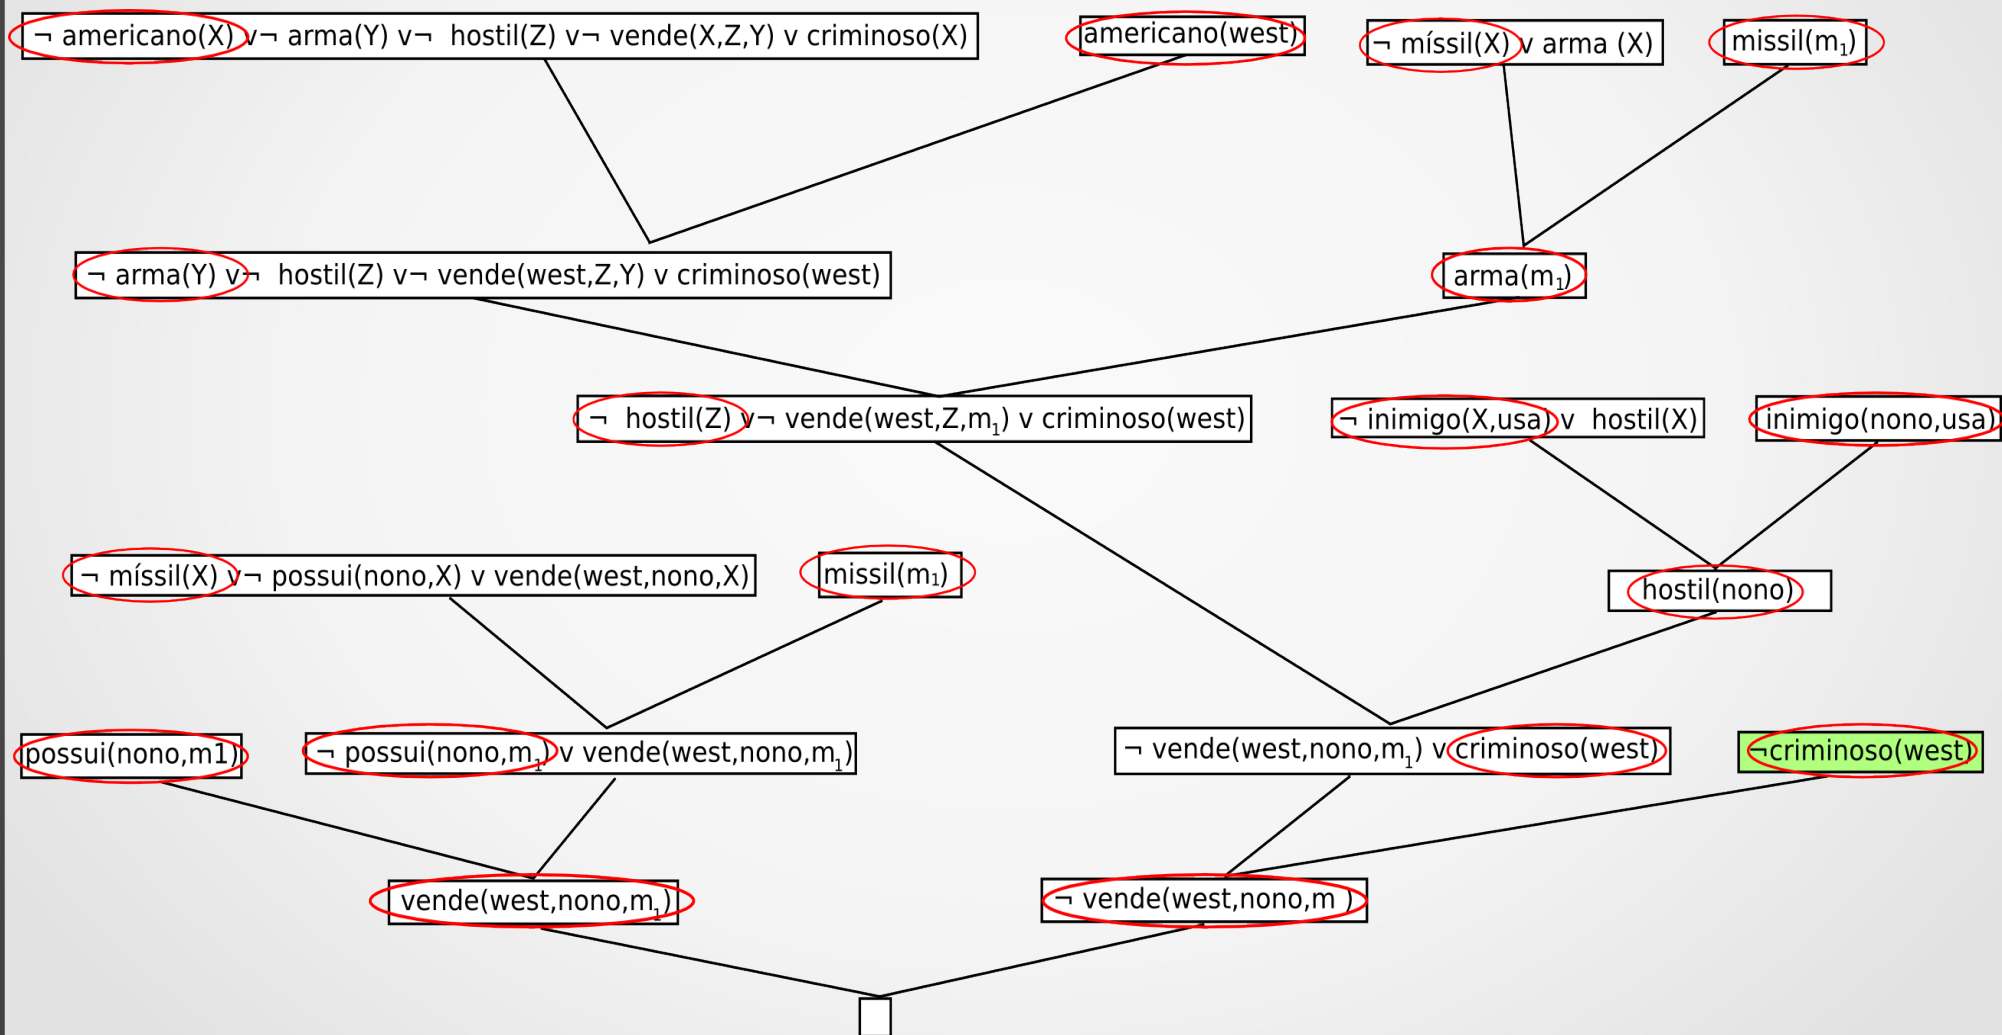 ¬ americano(X) v¬ arma(Y) v¬ hostil(Z) v¬ vende(X,Z,Y) v criminoso(X)
americano(west)
¬ míssil(X) v arma (X)
missil(m₁)
¬ arma(Y) v¬ hostil(Z) v¬ vende(west,Z,Y) v criminoso(west)
arma(m₁)
¬ hostil(Z) v¬ vende(west,Z,m₁) v criminoso(west)
¬ inimigo(X,usa) v hostil(X)
inimigo(nono,usa)
¬ míssil(X) v¬ possui(nono,X) v vende(west,nono,X)
missil(m₁)
hostil(nono)
possui(nono,m1)
¬ possui(nono,m₁) v vende(west,nono,m₁)
¬ vende(west,nono,m₁) v criminoso(west)
¬criminoso(west)
vende(west,nono,m₁)
¬ vende(west,nono,m )